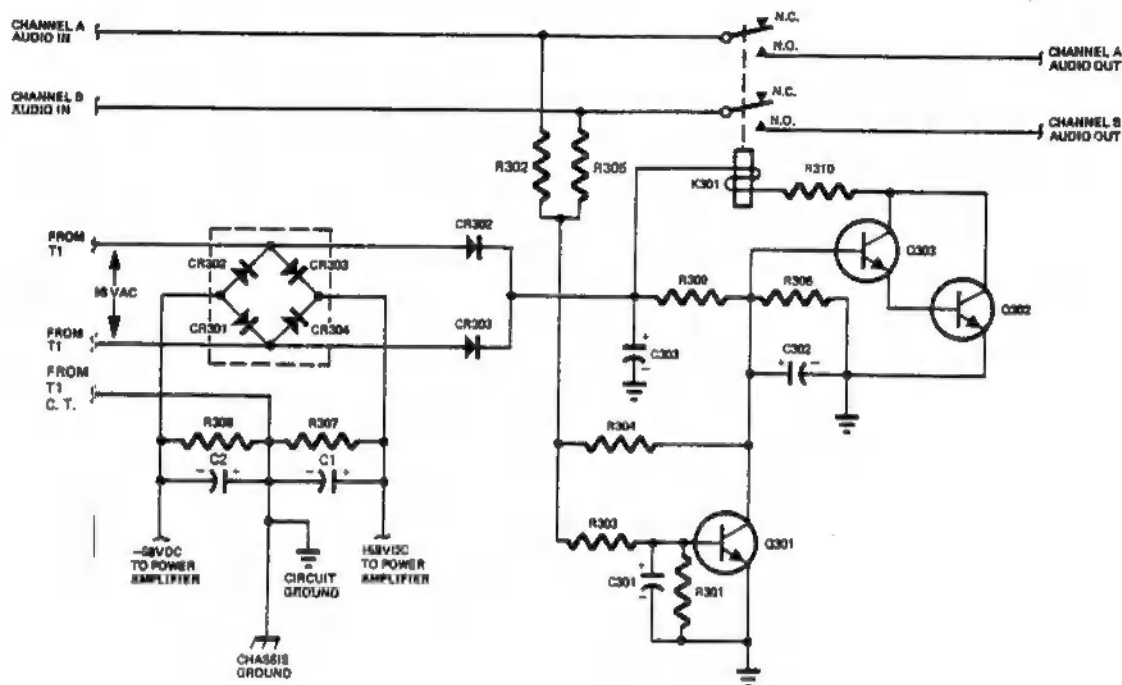 CHANNEL A
AUDIO IN
N.C.
N.O.
CHANNEL A
AUDIO OUT
CHANNEL B
AUDIO IN
N.C.
N.O.
CHANNEL B
AUDIO OUT
R302
R305
K301
R310
FROM
T1
CR302
CR302
CR303
Q303
R309
R306
Q302
CR301
CR304
FROM
T1
CR303
C303
C302
FROM
T1
C. T.
R308
R307
R304
C2
C1
R303
Q301
TO POWER
AMPLIFIER
CIRCUIT
GROUND
TO POWER
AMPLIFIER
C301
R301
CHASSIS
GROUND